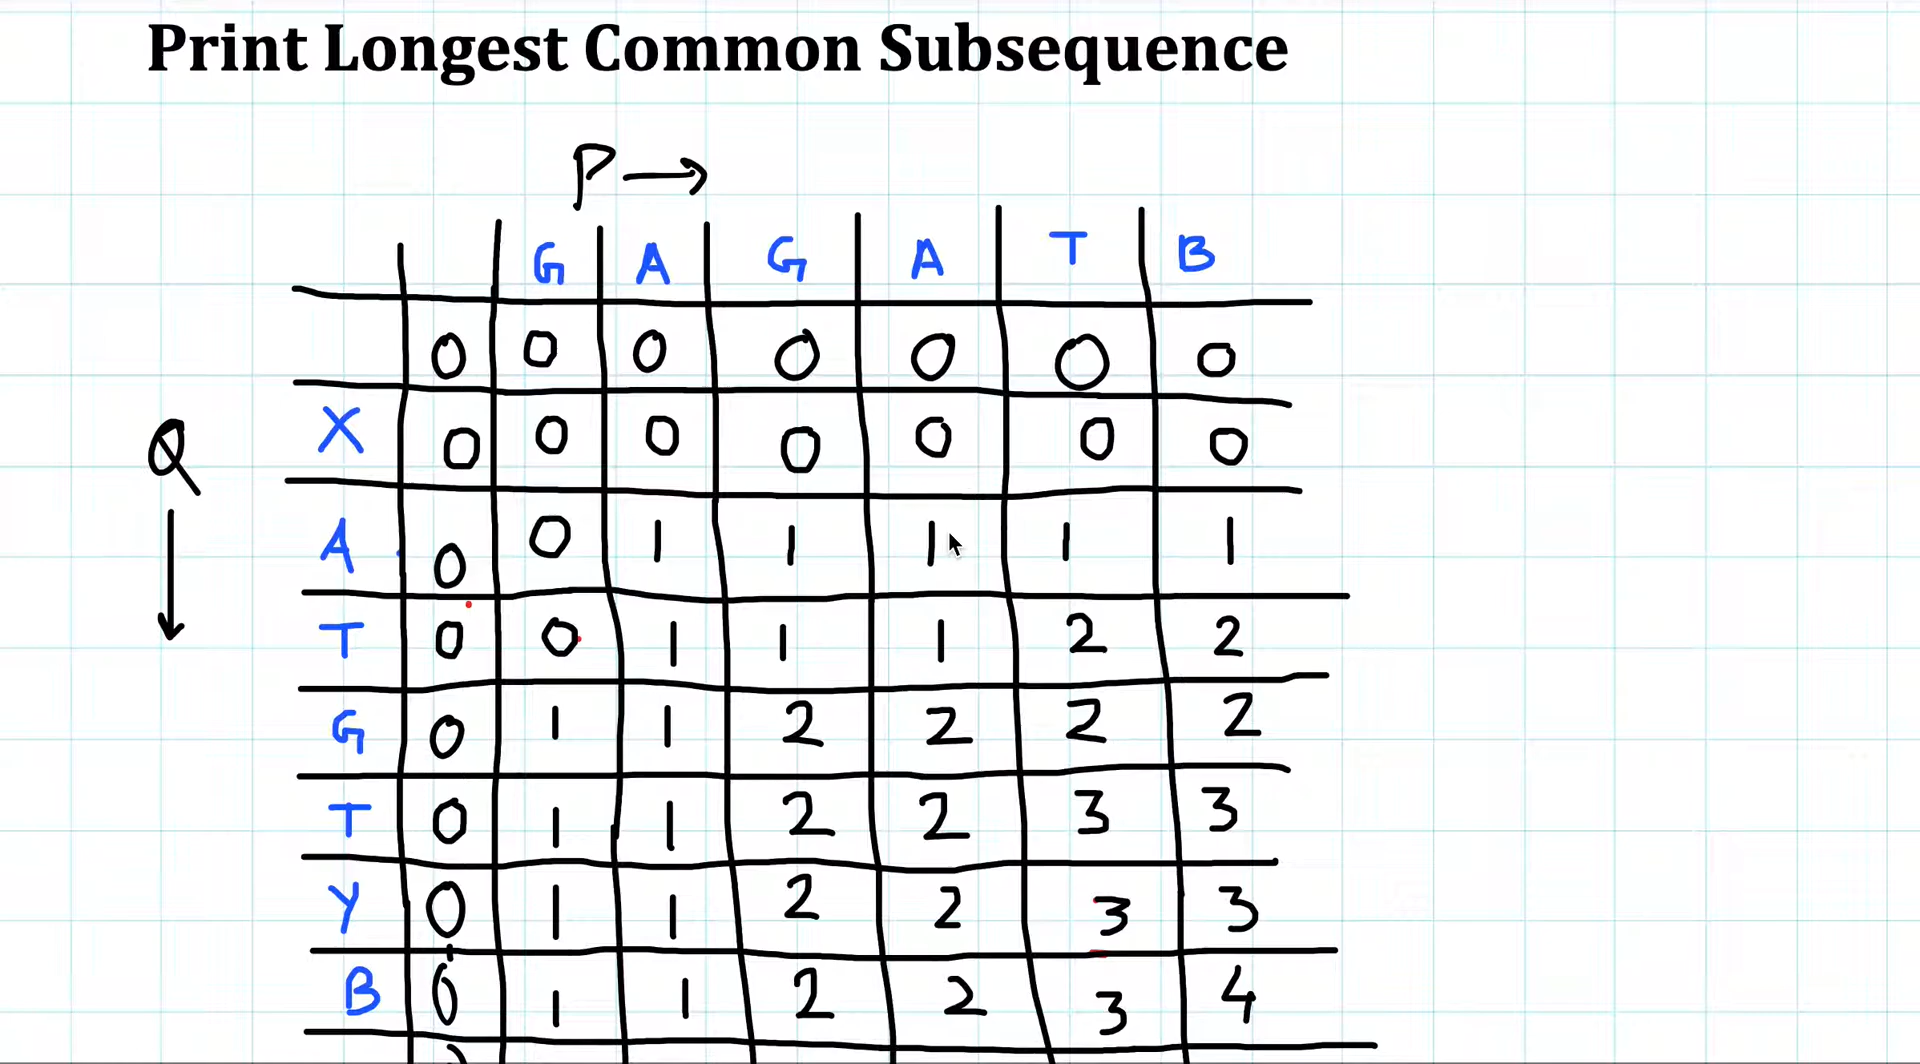 Print Longest Common Subsequence
P →
G A G A T B
0 0 0 0 0 0 0
X 0 0 0 0 0 0 0
Q
A 0 0 1 1 1 1 1
T 0 0 1 1 1 2 2
G 0 1 1 2 2 2 2
T 0 1 1 2 2 3 3
Y 0 1 1 2 2 3 3
B 0 1 1 2 2 3 4